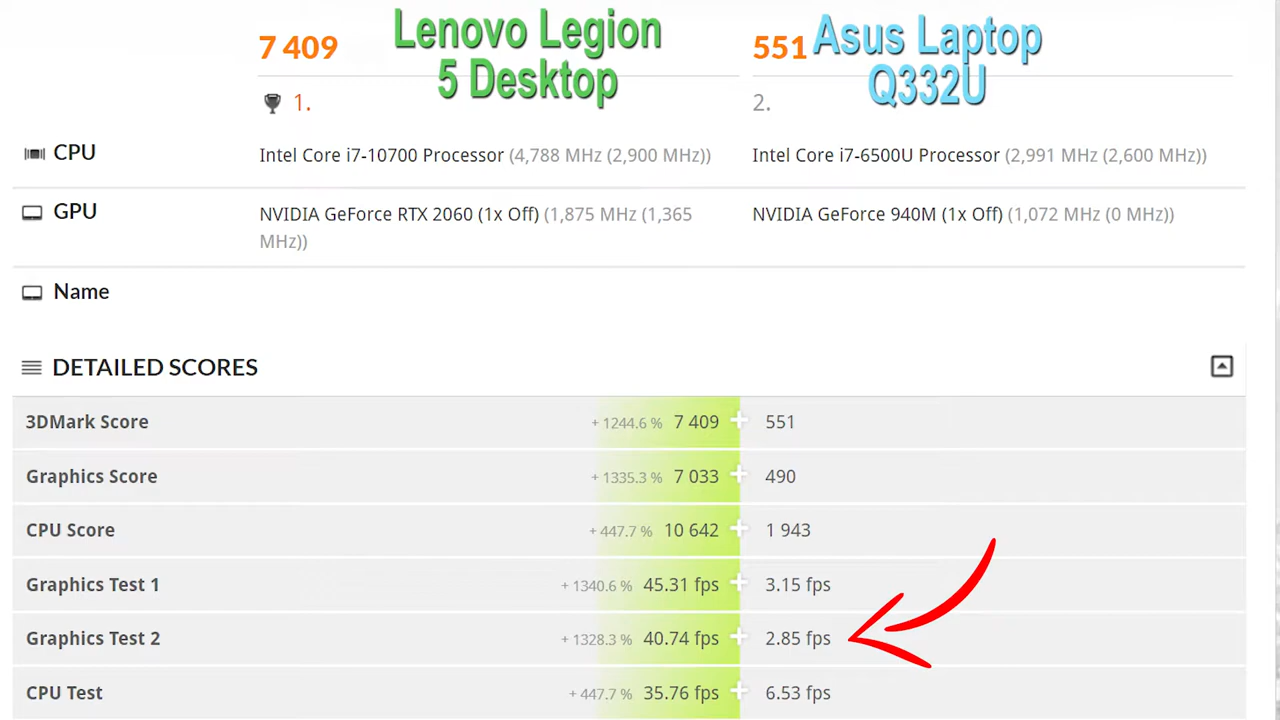 7 409
Lenovo Legion
5 Desktop
551
Asus Laptop
Q332U
1.
2.
CPU
Intel Core i7-10700 Processor (4,788 MHz (2,900 MHz))
Intel Core i7-6500U Processor (2,991 MHz (2,600 MHz))
GPU
NVIDIA GeForce RTX 2060 (1x Off) (1,875 MHz (1,365
MHz))
NVIDIA GeForce 940M (1x Off) (1,072 MHz (0 MHz))
Name
DETAILED SCORES
3DMark Score + 1244.6 % 7 409 551
Graphics Score + 1335.3 % 7 033 490
CPU Score + 447.7 % 10 642 1 943
Graphics Test 1 + 1340.6 % 45.31 fps 3.15 fps
Graphics Test 2 + 1328.3 % 40.74 fps 2.85 fps
CPU Test + 447.7 % 35.76 fps 6.53 fps